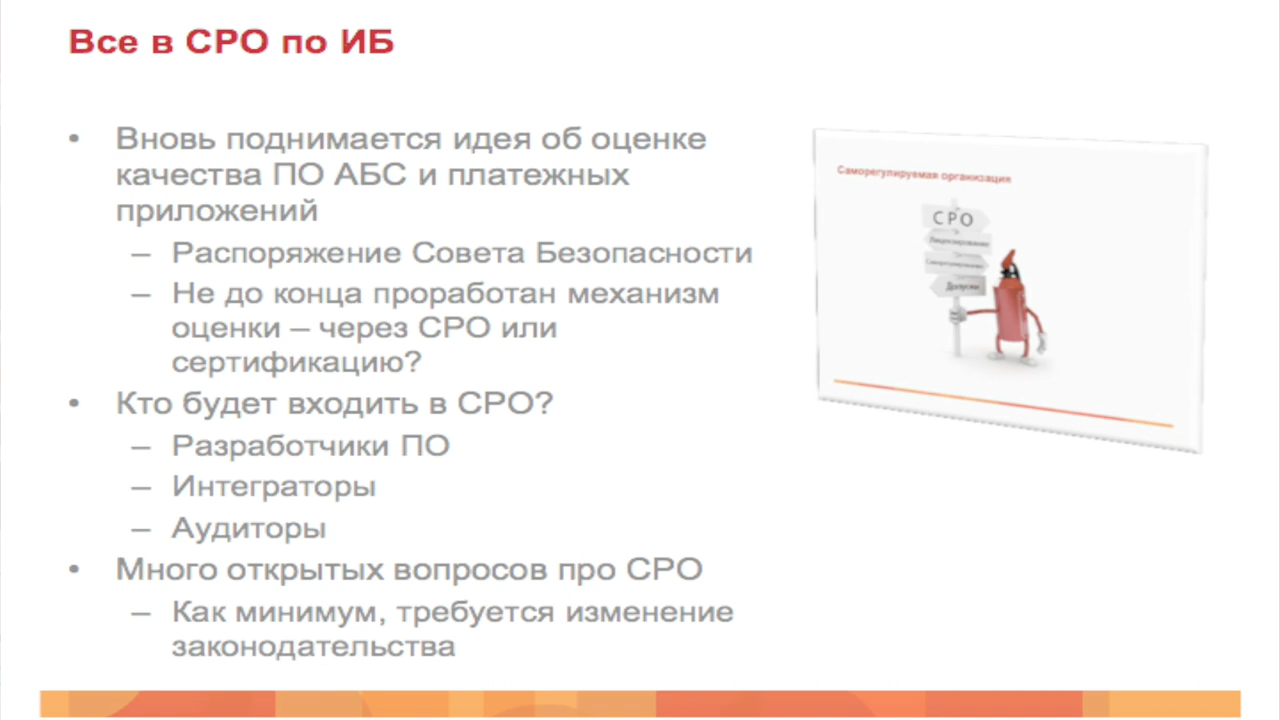 Все в СРО по ИБ
• Вновь поднимается идея об оценке
качества ПО АБС и платежных
приложений
– Распоряжение Совета Безопасности
– Не до конца проработан механизм
оценки – через СРО или
сертификацию?
• Кто будет входить в СРО?
– Разработчики ПО
– Интеграторы
– Аудиторы
• Много открытых вопросов про СРО
– Как минимум, требуется изменение
законодательства
Саморегулируемая организация
СРО
Лицензирование
Саморегулирование
Допуски